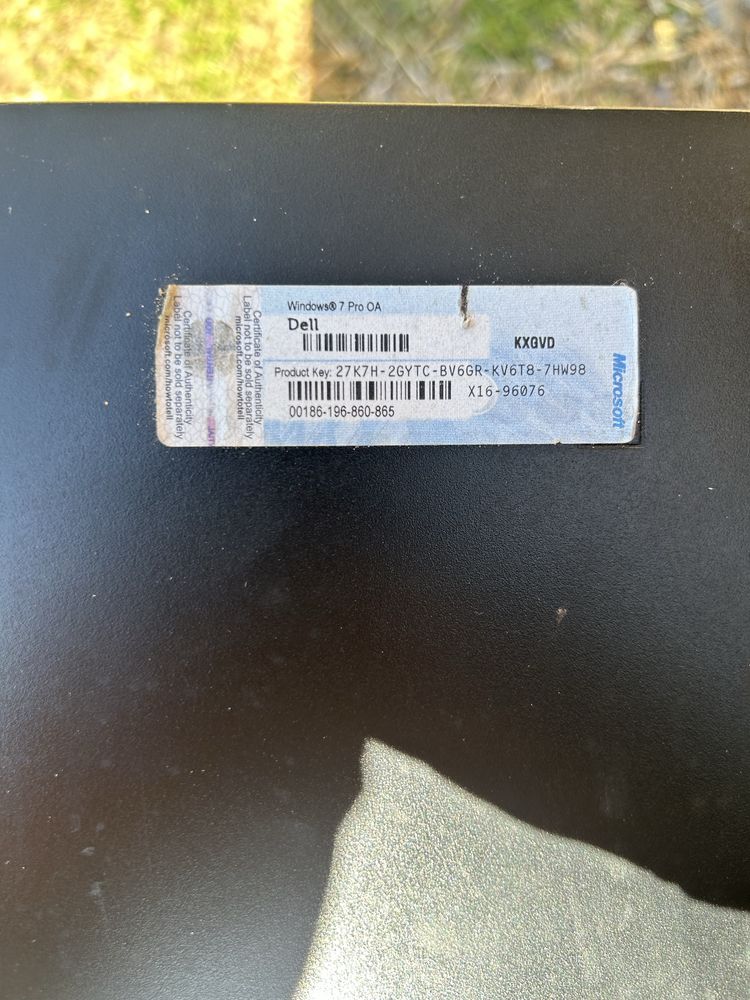 Windows® 7 Pro OA
Dell
KXGVD
Product Key: 27K7H-2GYTC-BV6GR-KV6T8-7HW98
X16-96076
00186-196-860-865
Microsoft
Certificate of Authenticity
Label not to be sold separately
microsoft.com/howtotell
Certificate of Authenticity
Label not to be sold separately
microsoft.com/howtotell